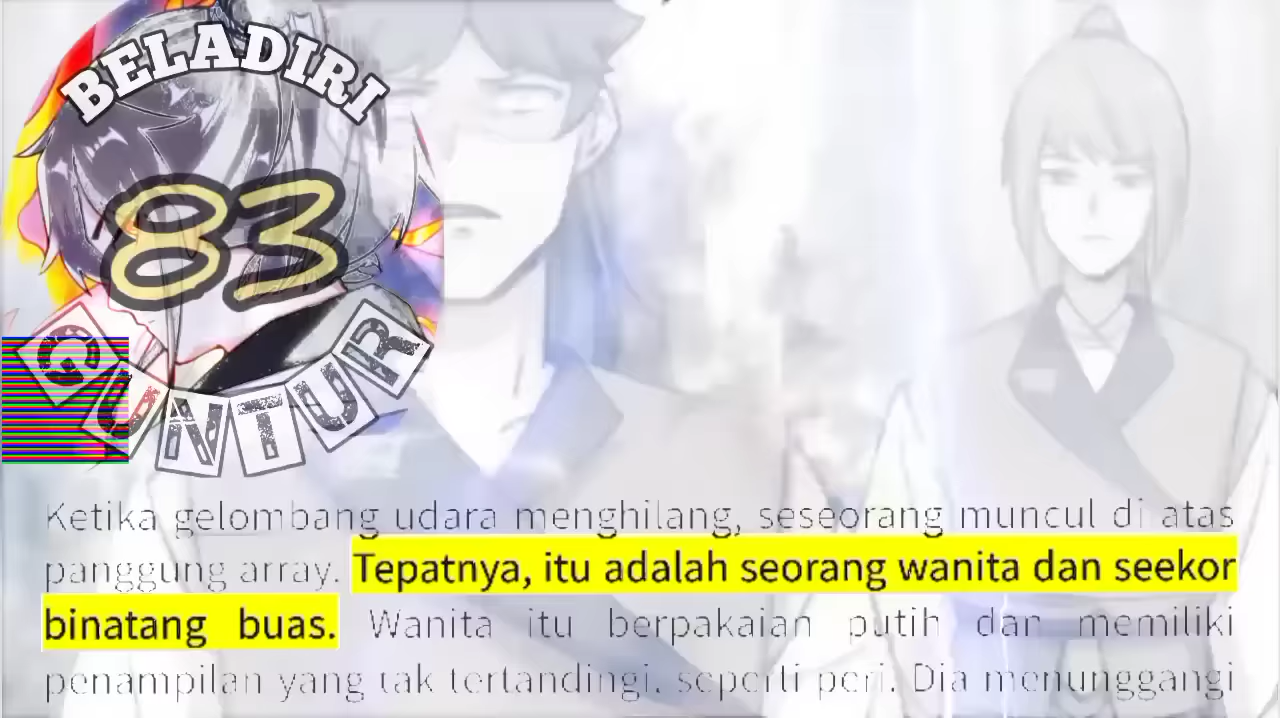 BELADIRI
83
GUNTUR
Ketika gelombang udara menghilang, seseorang muncul di atas
panggung array. Tepatnya, itu adalah seorang wanita dan seekor
binatang buas. Wanita itu berpakaian putih dan memiliki
penampilan yang tak tertandingi, seperti peri. Dia menunggangi